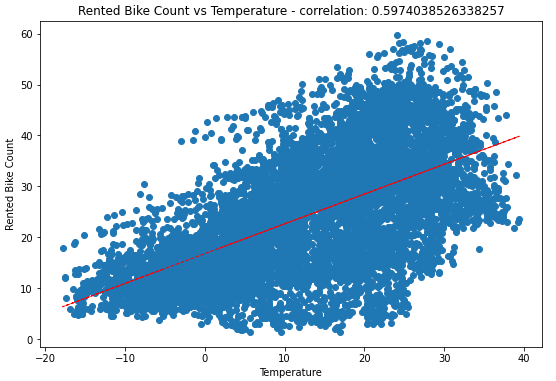 Rented Bike Count vs Temperature - correlation: 0.5974038526338257
60
50
40
30
20
10
0
Rented Bike Count
−20 −10 0 10 20 30 40
Temperature